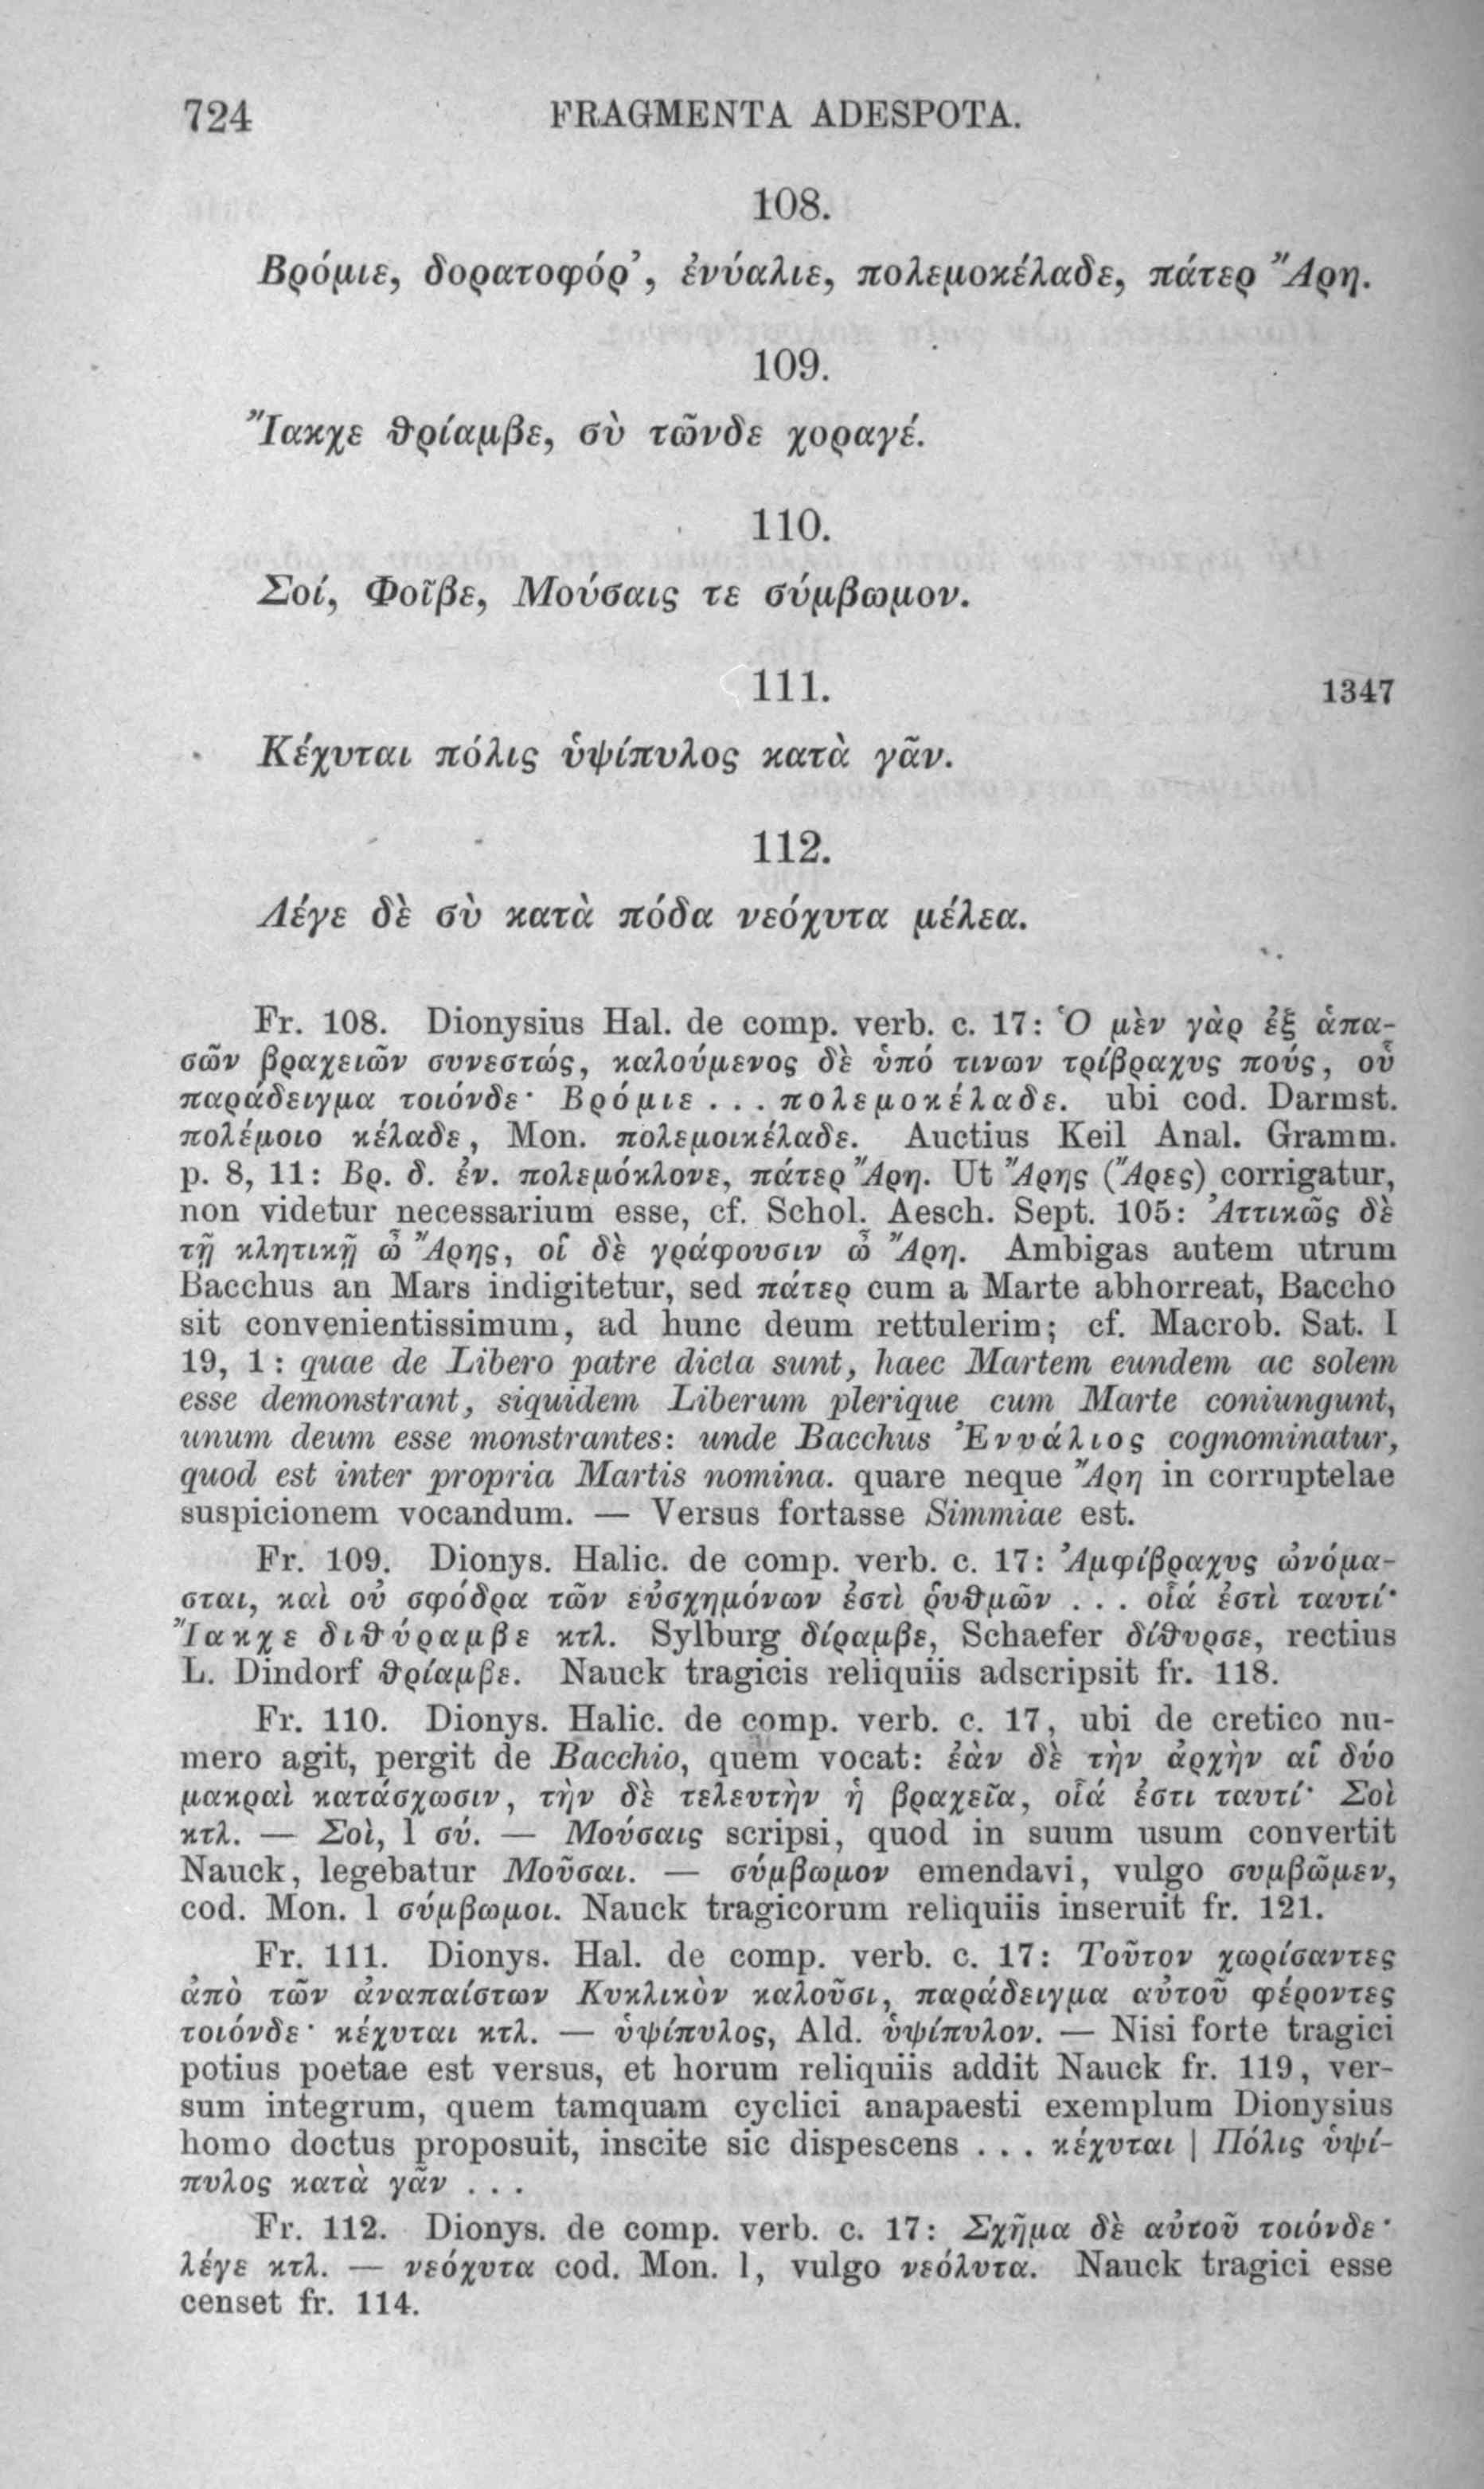 724
FRAGMENTA ADESPOTA.
108.
Βρόμιε, δορατοφόρ’, ἐνύαλιε, πολεμοκέλαδε, πάτερ Ἄρη.
109.
Ἴακχε θρίαμβε, σὺ τῶνδε χοραγέ.
110.
Σοί, Φοῖβε, Μούσαις τε σύμβωμον.
111.
1347
Κέχυται πόλις ὑψίπυλος κατὰ γᾶν.
112.
Λέγε δὲ σὺ κατὰ πόδα νεόχυτα μέλεα.
Fr. 108. Dionysius Hal. de comp. verb. c. 17: Ὁ μὲν γὰρ ἐξ ἁπα-
σῶν βραχειῶν συνεστώς, καλούμενος δὲ ὑπό τινων τρίβραχυς πούς, οὗ
παράδειγμα τοιόνδε· Βρόμιε . . . πολεμοκέλαδε. ubi cod. Darmst.
πολέμοιο κέλαδε, Mon. πολεμοικέλαδε. Auctius Keil Anal. Gramm.
p. 8, 11: Βρ. δ. ἐν. πολεμόκλονε, πάτερ Ἄρη. Ut Ἄρης (Ἄρες) corrigatur,
non videtur necessarium esse, cf. Schol. Aesch. Sept. 105: Ἀττικῶς δὲ
τῇ κλητικῇ ὦ Ἄρης, οἳ δὲ γράφουσιν ὦ Ἄρη. Ambigas autem utrum
Bacchus an Mars indigitetur, sed πάτερ cum a Marte abhorreat, Baccho
sit convenientissimum, ad hunc deum rettulerim; cf. Macrob. Sat. I
19, 1: quae de Libero patre dicta sunt, haec Martem eundem ac solem
esse demonstrant, siquidem Liberum plerique cum Marte coniungunt,
unum deum esse monstrantes: unde Bacchus Ἐνυάλιος cognominatur,
quod est inter propria Martis nomina. quare neque Ἄρη in corruptelae
suspicionem vocandum. — Versus fortasse Simmiae est.
Fr. 109. Dionys. Halic. de comp. verb. c. 17: Ἀμφίβραχυς ὠνόμα-
σται, καὶ οὐ σφόδρα τῶν εὐσχημόνων ἐστὶ ῥυθμῶν . . . οἷά ἐστὶ ταυτί·
Ἴακχε διθύραμβε κτλ. Sylburg δίραμβε, Schaefer δίθυρσε, rectius
L. Dindorf θρίαμβε. Nauck tragicis reliquiis adscripsit fr. 118.
Fr. 110. Dionys. Halic. de comp. verb. c. 17, ubi de cretico nu-
mero agit, pergit de Bacchio, quem vocat: ἐὰν δὲ τὴν ἀρχὴν αἳ δύο
μακραὶ κατάσχωσιν, τὴν δὲ τελευτὴν ἡ βραχεῖα, οἷά ἐστι ταυτί· Σοὶ
κτλ. — Σοὶ, 1 σύ. — Μούσαις scripsi, quod in suum usum convertit
Nauck, legebatur Μοῦσαι. — σύμβωμον emendavi, vulgo συμβῶμεν,
cod. Mon. 1 σύμβωμοι. Nauck tragicorum reliquiis inseruit fr. 121.
Fr. 111. Dionys. Hal. de comp. verb. c. 17: Τοῦτον χωρίσαντες
ἀπὸ τῶν ἀναπαίστων Κυκλικὸν καλοῦσι, παράδειγμα αὐτοῦ φέροντες
τοιόνδε· κέχυται κτλ. — ὑψίπυλος, Ald. ὑψίπυλον. — Nisi forte tragici
potius poetae est versus, et horum reliquiis addit Nauck fr. 119, ver-
sum integrum, quem tamquam cyclici anapaesti exemplum Dionysius
homo doctus proposuit, inscite sic dispescens . . . κέχυται | Πόλις ὑψί-
πυλος κατὰ γᾶν . . .
Fr. 112. Dionys. de comp. verb. c. 17: Σχῆμα δὲ αὐτοῦ τοιόνδε·
λέγε κτλ. — νεόχυτα cod. Mon. 1, vulgo νεόλυτα. Nauck tragici esse
censet fr. 114.